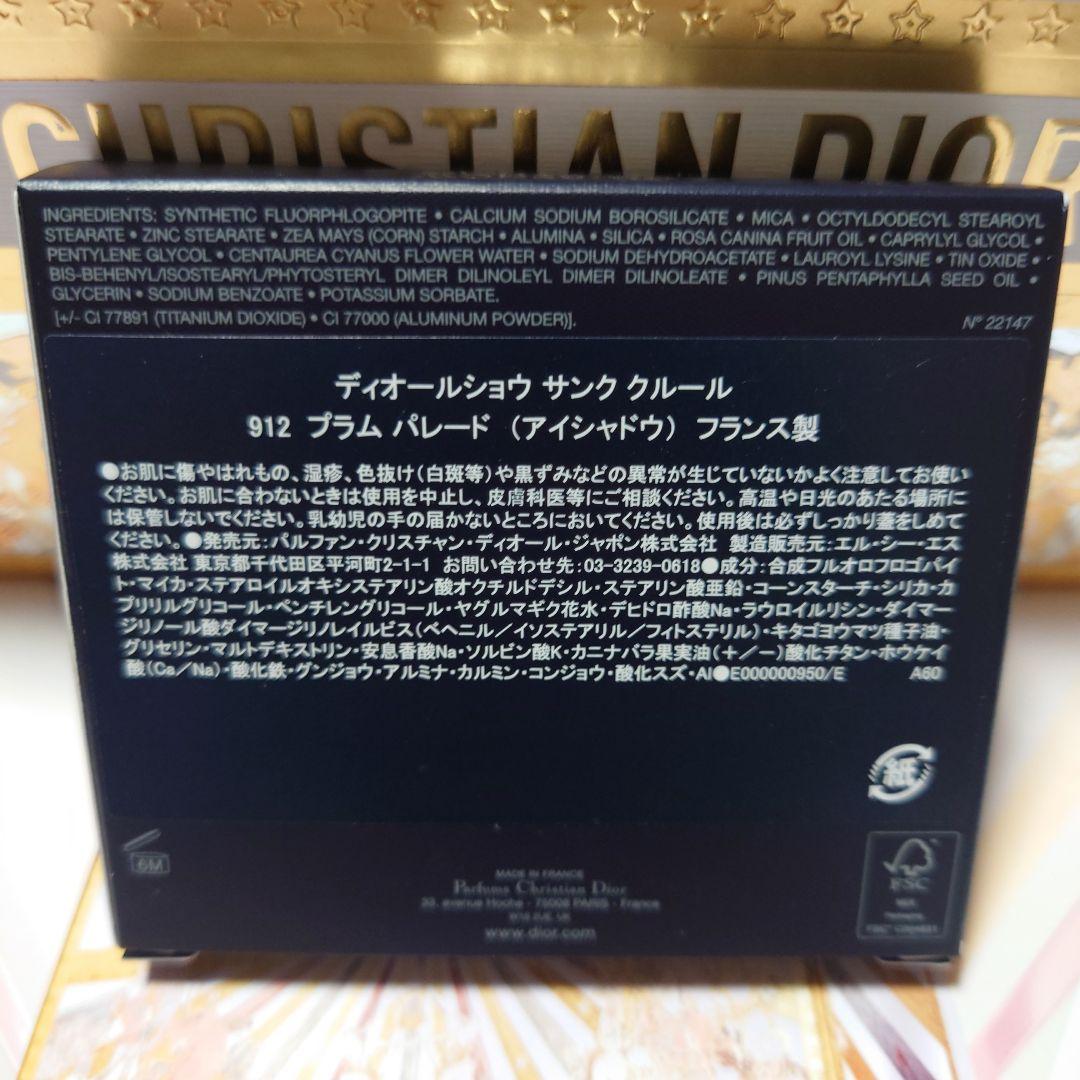 CHRISTIAN DIOR
INGREDIENTS: SYNTHETIC FLUORPHLOGOPITE • CALCIUM SODIUM BOROSILICATE • MICA • OCTYLDODECYL STEAROYL
STEARATE • ZINC STEARATE • ZEA MAYS (CORN) STARCH • ALUMINA • SILICA • ROSA CANINA FRUIT OIL • CAPRYLYL GLYCOL •
PENTYLENE GLYCOL • CENTAUREA CYANUS FLOWER WATER • SODIUM DEHYDROACETATE • LAUROYL LYSINE • TIN OXIDE •
BIS-BEHENYL/ISOSTEARYL/PHYTOSTERYL DIMER DILINOLEYL DIMER DILINOLEATE • PINUS PENTAPHYLLA SEED OIL •
GLYCERIN • SODIUM BENZOATE • POTASSIUM SORBATE.
[+/- CI 77891 (TITANIUM DIOXIDE) • CI 77000 (ALUMINUM POWDER)].
N° 22147
ディオールショウ サンク クルール
912 プラム パレード (アイシャドウ) フランス製
●お肌に傷やはれもの、湿疹、色抜け(白斑等)や黒ずみなどの異常が生じていないかよく注意してお使い
ください。お肌に合わないときは使用を中止し、皮膚科医等にご相談ください。高温や日光のあたる場所に
は保管しないでください。乳幼児の手の届かないところにおいてください。使用後は必ずしっかり蓋をしめて
ください。●発売元:パルファン・クリスチャン・ディオール・ジャポン株式会社 製造販売元:エル・シー・エス
株式会社 東京都千代田区平河町2-1-1 お問い合わせ先:03-3239-0618●成分:合成フルオロフロゴパイ
ト・マイカ・ステアロイルオキシステアリン酸オクチルドデシル・ステアリン酸亜鉛・コーンスターチ・シリカ・カ
プリリルグリコール・ペンチレングリコール・ヤグルマギク花水・デヒドロ酢酸Na・ラウロイルリシン・ダイマー
ジリノール酸ダイマージリノレイルビス(ベヘニル/イソステアリル/フィトステリル)・キタゴヨウマツ種子油・
グリセリン・マルトデキストリン・安息香酸Na・ソルビン酸K・カニナバラ果実油(+/-)酸化チタン・ホウケイ
酸(Ca/Na)・酸化鉄・グンジョウ・アルミナ・カルミン・コンジョウ・酸化スズ・Al●E000000950/E
A60
紙
6M
MADE IN FRANCE
Parfums Christian Dior
33, avenue Hoche - 75008 PARIS - France
www.dior.com
FSC